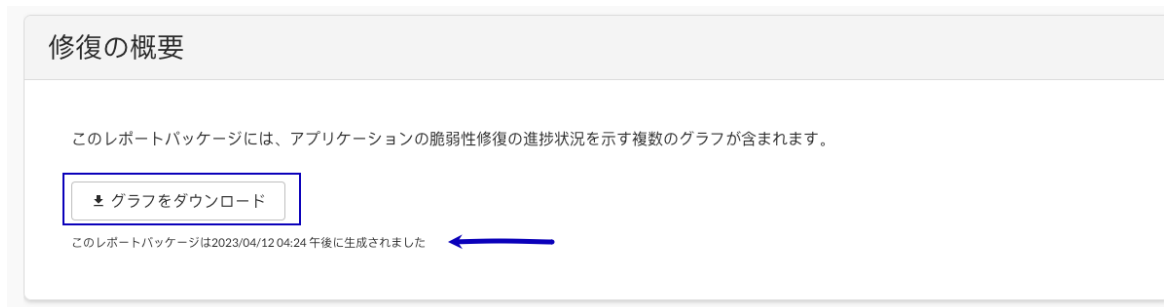 修復の概要
このレポートパッケージには、アプリケーションの脆弱性修復の進捗状況を示す複数のグラフが含まれます。
グラフをダウンロード
このレポートパッケージは2023/04/12 04:24 午後に生成されました